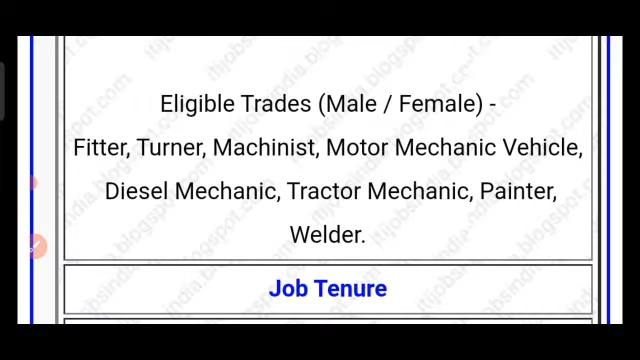 Eligible Trades (Male / Female) -
Fitter, Turner, Machinist, Motor Mechanic Vehicle,
Diesel Mechanic, Tractor Mechanic, Painter,
Welder.
Job Tenure